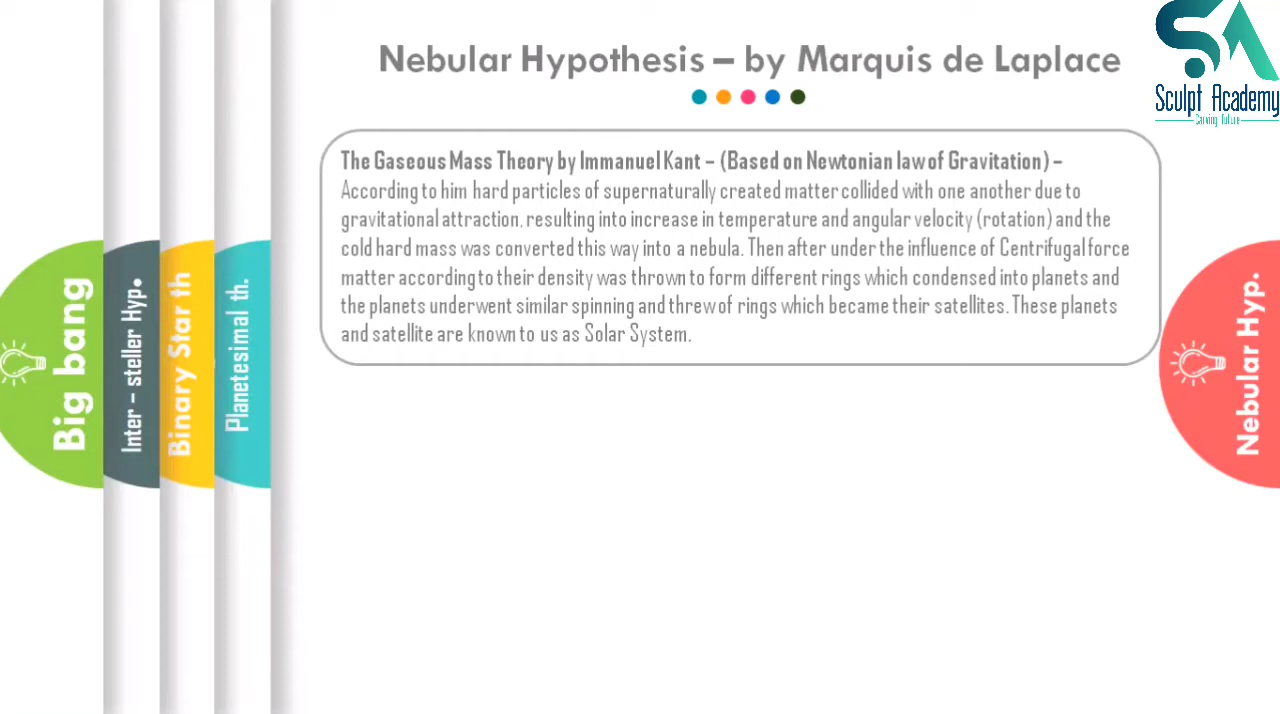 Nebular Hypothesis – by Marquis de Laplace
Sculpt Academy
Carving future
The Gaseous Mass Theory by Immanuel Kant – (Based on Newtonian law of Gravitation) –
According to him hard particles of supernaturally created matter collided with one another due to
gravitational attraction, resulting into increase in temperature and angular velocity (rotation) and the
cold hard mass was converted this way into a nebula. Then after under the influence of Centrifugal force
matter according to their density was thrown to form different rings which condensed into planets and
the planets underwent similar spinning and threw of rings which became their satellites. These planets
and satellite are known to us as Solar System.
Big bang
Inter – steller Hyp.
Binary Star th
Planetesimal th.
Nebular Hyp.